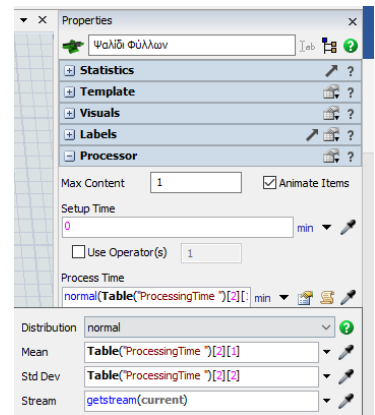 Properties
Ψαλίδι Φύλλων
Statistics
Template
Visuals
Labels
Processor
Max Content 1 Animate Items
Setup Time
0 min
Use Operator(s) 1
Process Time
normal(Table("ProcessingTime ")[2][ min
Distribution normal
Mean Table("ProcessingTime ")[2][1]
Std Dev Table("ProcessingTime ")[2][2]
Stream getstream(current)